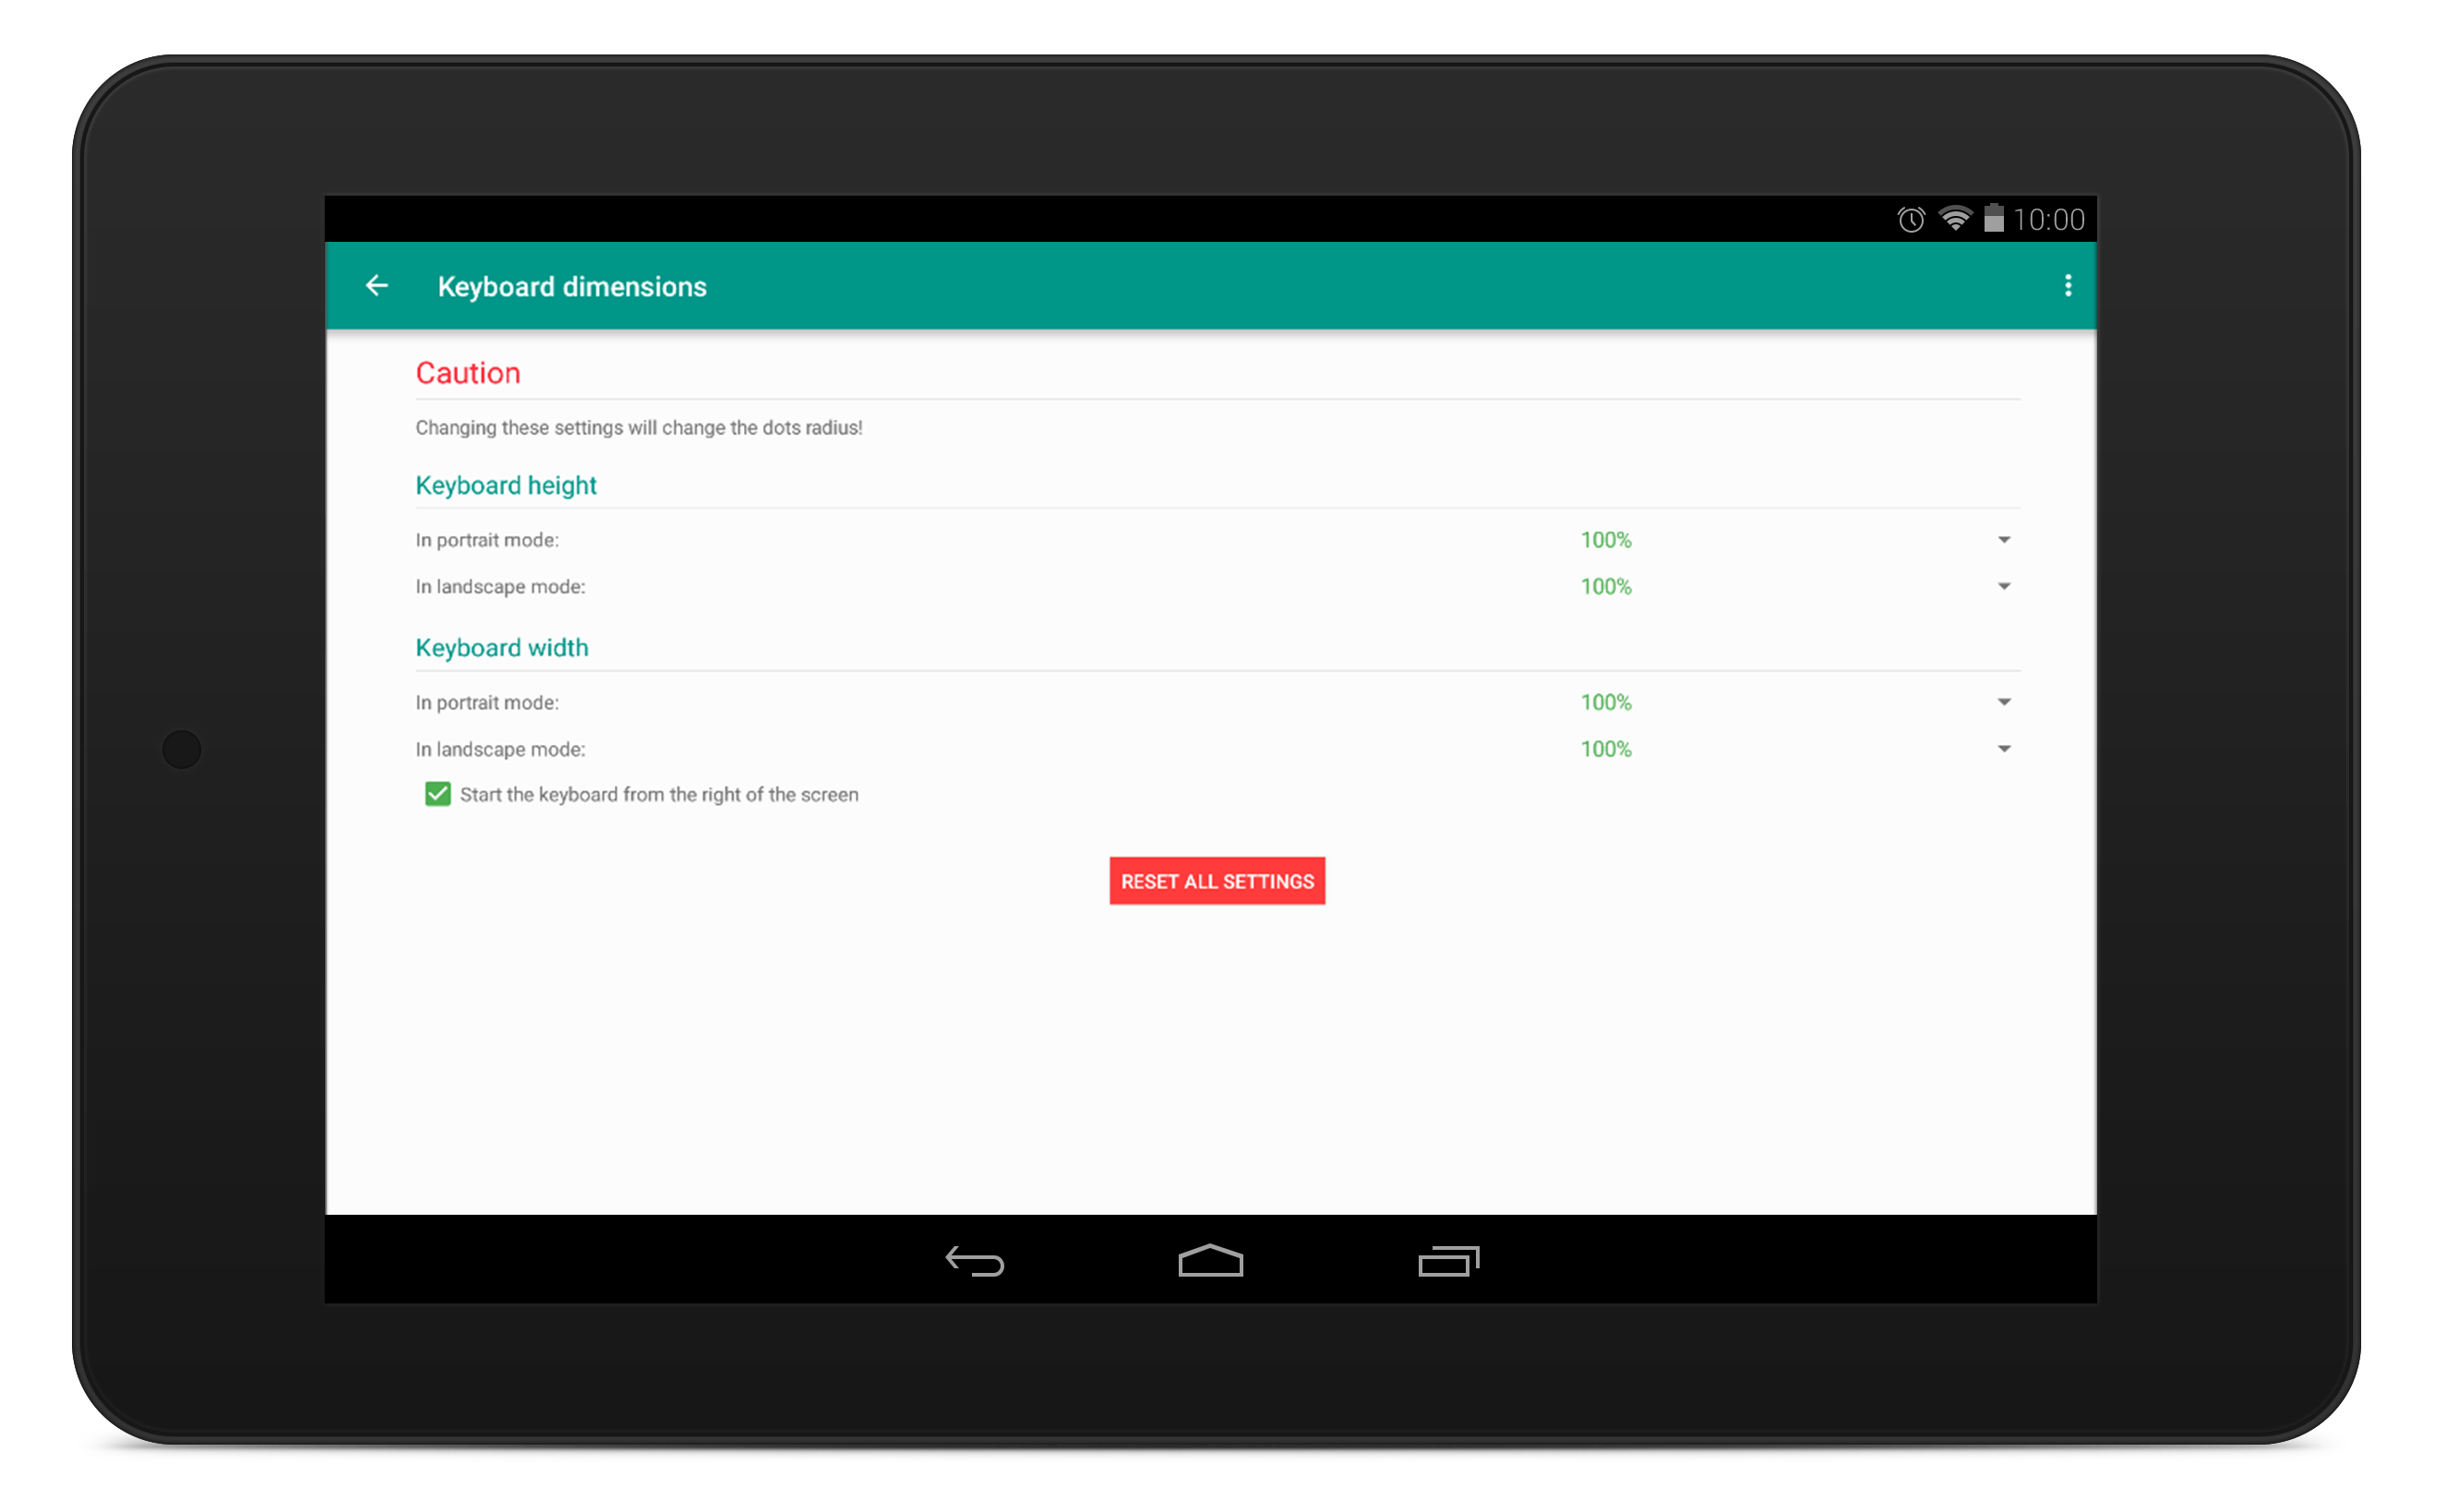 10:00
Keyboard dimensions
Caution
Changing these settings will change the dots radius!
Keyboard height
In portrait mode: 100%
In landscape mode: 100%
Keyboard width
In portrait mode: 100%
In landscape mode: 100%
Start the keyboard from the right of the screen
RESET ALL SETTINGS